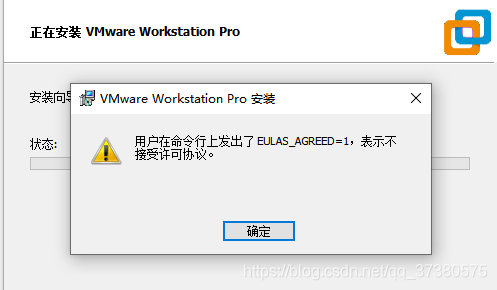 正在安装 VMware Workstation Pro
VMware Workstation Pro 安装
安装向导
用户在命令行上发出了 EULAS_AGREED=1，表示不
接受许可协议。
状态:
确定
https://blog.csdn.net/qq_37380575